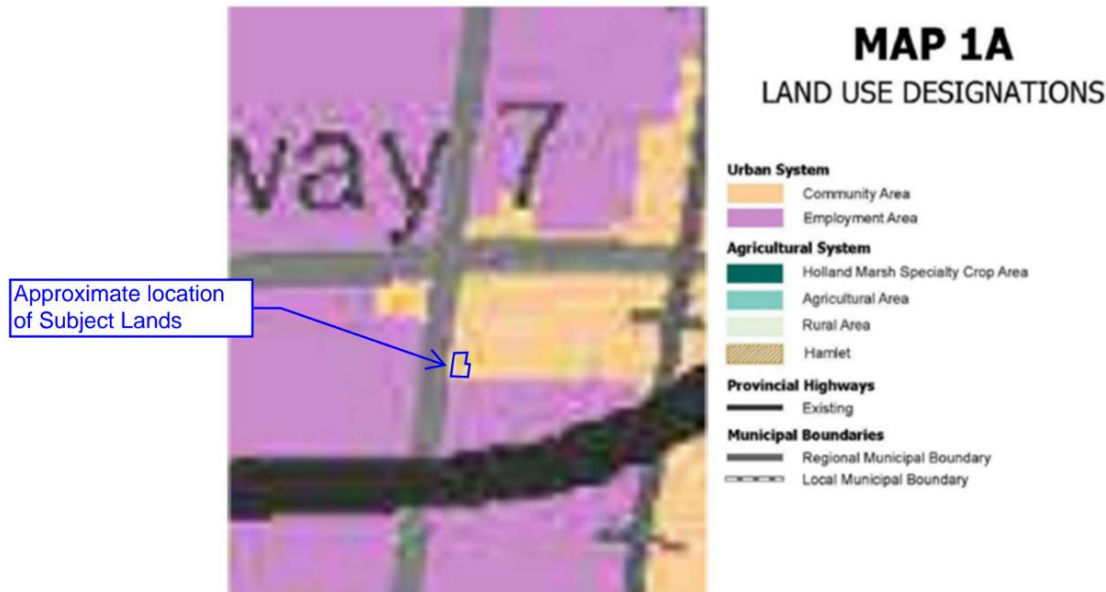 way 7
Approximate location
of Subject Lands
MAP 1A
LAND USE DESIGNATIONS
Urban System
Community Area
Employment Area
Agricultural System
Holland Marsh Specialty Crop Area
Agricultural Area
Rural Area
Hamlet
Provincial Highways
Existing
Municipal Boundaries
Regional Municipal Boundary
Local Municipal Boundary